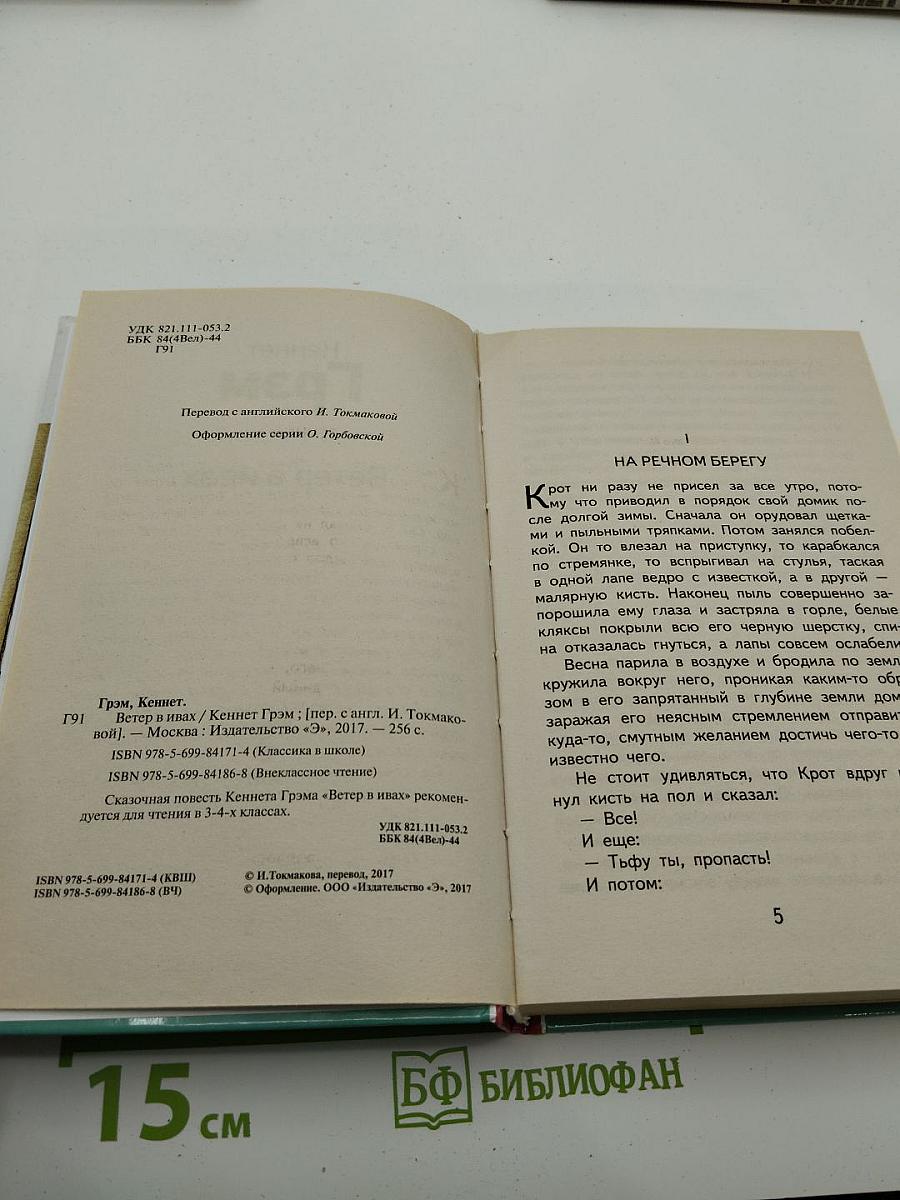 УДК 821.111-053.2
ББК 84(4Вел)-44
Г91
Перевод с английского И. Токмаковой
Оформление серии О. Горбовской
Грэм, Кеннет.
Г91 Ветер в ивах / Кеннет Грэм ; [пер. с англ. И. Токмако-
вой]. — Москва : Издательство «Э», 2017. — 256 с.
ISBN 978-5-699-84171-4 (Классика в школе)
ISBN 978-5-699-84186-8 (Внеклассное чтение)
Сказочная повесть Кеннета Грэма «Ветер в ивах» рекомен-
дуется для чтения в 3-4-х классах.
УДК 821.111-053.2
ББК 84(4Вел)-44
ISBN 978-5-699-84171-4 (КВШ)
ISBN 978-5-699-84186-8 (ВЧ)
© И.Токмакова, перевод, 2017
© Оформление. ООО «Издательство «Э», 2017
I
НА РЕЧНОМ БЕРЕГУ
Крот ни разу не присел за все утро, пото-
му что приводил в порядок свой домик по-
сле долгой зимы. Сначала он орудовал щетка-
ми и пыльными тряпками. Потом занялся побел-
кой. Он то влезал на приступку, то карабкался
по стремянке, то вспрыгивал на стулья, таская
в одной лапе ведро с известкой, а в другой —
малярную кисть. Наконец пыль совершенно за-
порошила ему глаза и застряла в горле, белые
кляксы покрыли всю его черную шерстку, спи-
на отказалась гнуться, а лапы совсем ослабели
Весна парила в воздухе и бродила по земл
кружила вокруг него, проникая каким-то обр
зом в его запрятанный в глубине земли дом
заражая его неясным стремлением отправит
куда-то, смутным желанием достичь чего-то
известно чего.
Не стоит удивляться, что Крот вдруг
нул кисть на пол и сказал:
— Все!
И еще:
— Тьфу ты, пропасть!
И потом:
5
15 см
БФ БИБЛИОФАН